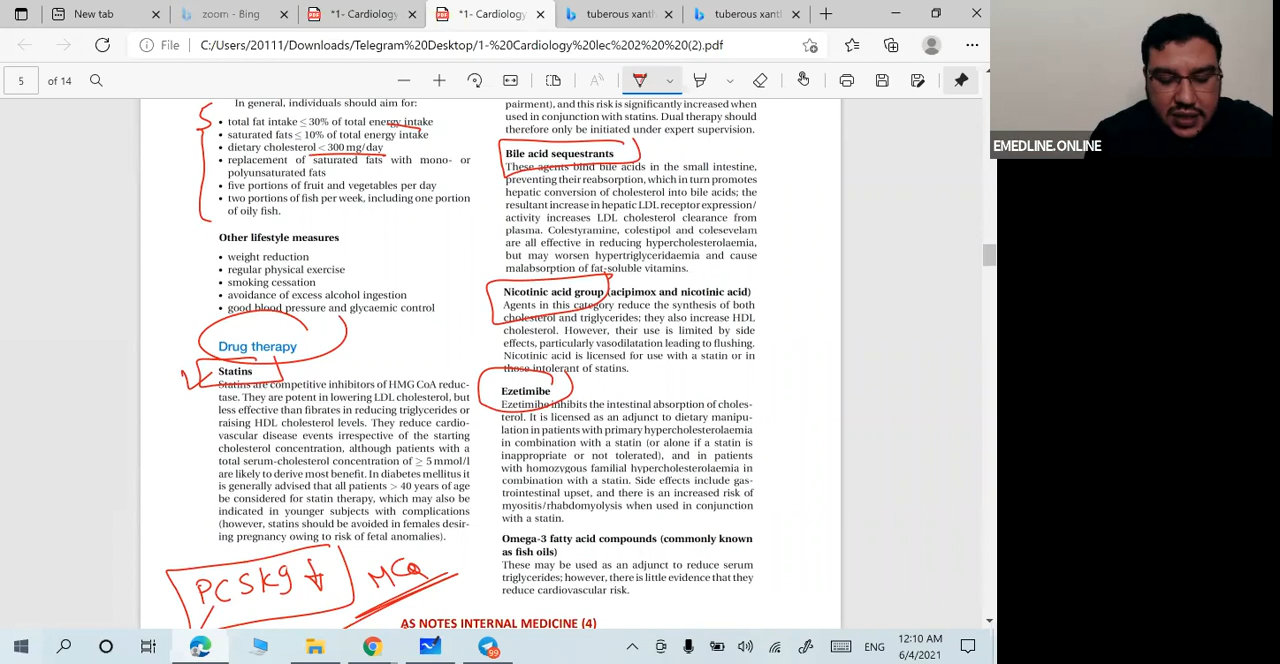 New tab
zoom - Bing
*1- Cardiology
*1- Cardiology
tuberous xant
tuberous xant
File
C:/Users/20111/Downloads/Telegram%20Desktop/1-%20Cardiology%20lec%202%20%20(2).pdf
5
of 14
In general, individuals should aim for:
• total fat intake ≤ 30% of total energy intake
• saturated fats ≤ 10% of total energy intake
• dietary cholesterol < 300 mg/day
• replacement of saturated fats with mono- or
polyunsaturated fats
• five portions of fruit and vegetables per day
• two portions of fish per week, including one portion
of oily fish.
Other lifestyle measures
• weight reduction
• regular physical exercise
• smoking cessation
• avoidance of excess alcohol ingestion
• good blood pressure and glycaemic control
Drug therapy
Statins
Statins are competitive inhibitors of HMG CoA reduc-
tase. They are potent in lowering LDL cholesterol, but
less effective than fibrates in reducing triglycerides or
raising HDL cholesterol levels. They reduce cardio-
vascular disease events irrespective of the starting
cholesterol concentration, although patients with a
total serum-cholesterol concentration of ≥ 5 mmol/l
are likely to derive most benefit. In diabetes mellitus it
is generally advised that all patients > 40 years of age
be considered for statin therapy, which may also be
indicated in younger subjects with complications
(however, statins should be avoided in females desir-
ing pregnancy owing to risk of fetal anomalies).
PCSK9
MCQ
pairment), and this risk is significantly increased when
used in conjunction with statins. Dual therapy should
therefore only be initiated under expert supervision.
Bile acid sequestrants
These agents bind bile acids in the small intestine,
preventing their reabsorption, which in turn promotes
hepatic conversion of cholesterol into bile acids; the
resultant increase in hepatic LDL receptor expression/
activity increases LDL cholesterol clearance from
plasma. Colestyramine, colestipol and colesevelam
are all effective in reducing hypercholesterolaemia,
but may worsen hypertriglyceridaemia and cause
malabsorption of fat-soluble vitamins.
Nicotinic acid group (acipimox and nicotinic acid)
Agents in this category reduce the synthesis of both
cholesterol and triglycerides; they also increase HDL
cholesterol. However, their use is limited by side
effects, particularly vasodilatation leading to flushing.
Nicotinic acid is licensed for use with a statin or in
those intolerant of statins.
Ezetimibe
Ezetimibe inhibits the intestinal absorption of choles-
terol. It is licensed as an adjunct to dietary manipu-
lation in patients with primary hypercholesterolaemia
in combination with a statin (or alone if a statin is
inappropriate or not tolerated), and in patients
with homozygous familial hypercholesterolaemia in
combination with a statin. Side effects include gas-
trointestinal upset, and there is an increased risk of
myositis/rhabdomyolysis when used in conjunction
with a statin.
Omega-3 fatty acid compounds (commonly known
as fish oils)
These may be used as an adjunct to reduce serum
triglycerides; however, there is little evidence that they
reduce cardiovascular risk.
AS NOTES INTERNAL MEDICINE (4)
EMEDLINE.ONLINE
99
ENG
12:10 AM
6/4/2021